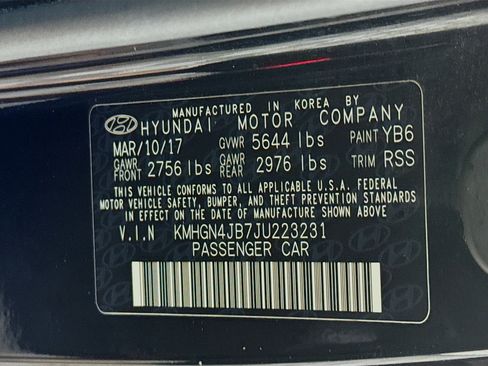 MANUFACTURED IN KOREA BY
HYUNDAI MOTOR COMPANY
MAR/10/17 GVWR 5644 lbs PAINT YB6
GAWR FRONT 2756 lbs GAWR REAR 2976 lbs TRIM RSS
THIS VEHICLE CONFORMS TO ALL APPLICABLE U.S.A. FEDERAL
MOTOR VEHICLE SAFETY, BUMPER, AND THEFT PREVENTION STANDARDS
IN EFFECT ON THE DATE OF MANUFACTURE SHOWN ABOVE.
V.I.N KMHGN4JB7JU223231
PASSENGER CAR